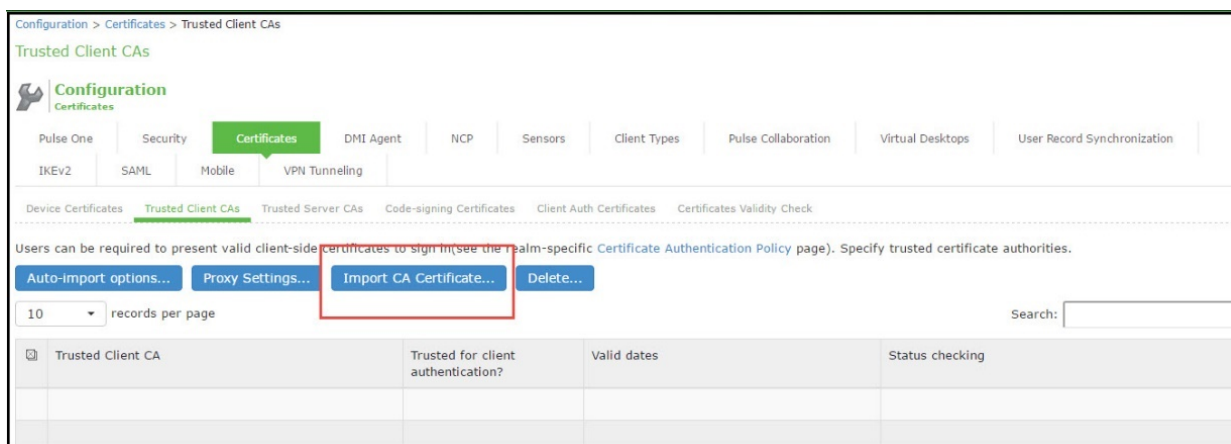 Configuration > Certificates > Trusted Client CAs
Trusted Client CAs
Configuration
Certificates
Pulse One Security Certificates DMI Agent NCP Sensors Client Types Pulse Collaboration Virtual Desktops User Record Synchronization
IKEv2 SAML Mobile VPN Tunneling
Device Certificates Trusted Client CAs Trusted Server CAs Code-signing Certificates Client Auth Certificates Certificates Validity Check
Users can be required to present valid client-side certificates to sign in(see the realm-specific Certificate Authentication Policy page). Specify trusted certificate authorities.
Auto-import options... Proxy Settings... Import CA Certificate... Delete...
10 records per page Search:
Trusted Client CA Trusted for client Valid dates Status checking
authentication?